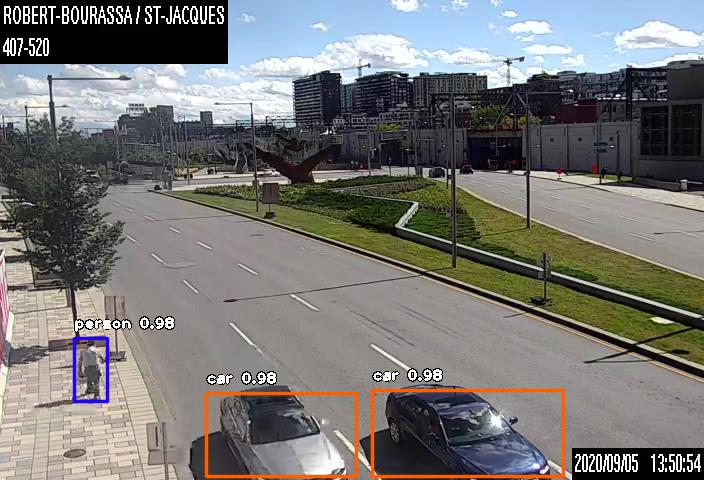 ROBERT-BOURASSA / ST-JACQUES
407-520
person 0.98
car 0.98
car 0.98
2020/09/05 13:50:54